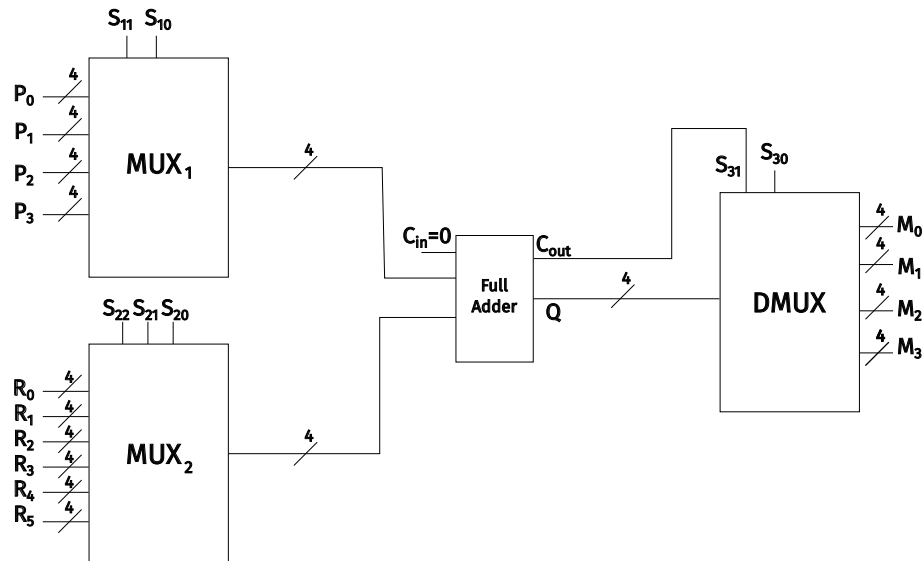 S₁₁ S₁₀
4
P₀
4
P₁
4
P₂
4
P₃
MUX₁
4
S₂₂ S₂₁ S₂₀
4
R₀
4
R₁
4
R₂
4
R₃
4
R₄
4
R₅
MUX₂
4
Cᵢₙ=0
Full
Adder
Cₒᵤₜ
Q
4
S₃₁ S₃₀
DMUX
4
M₀
4
M₁
4
M₂
4
M₃